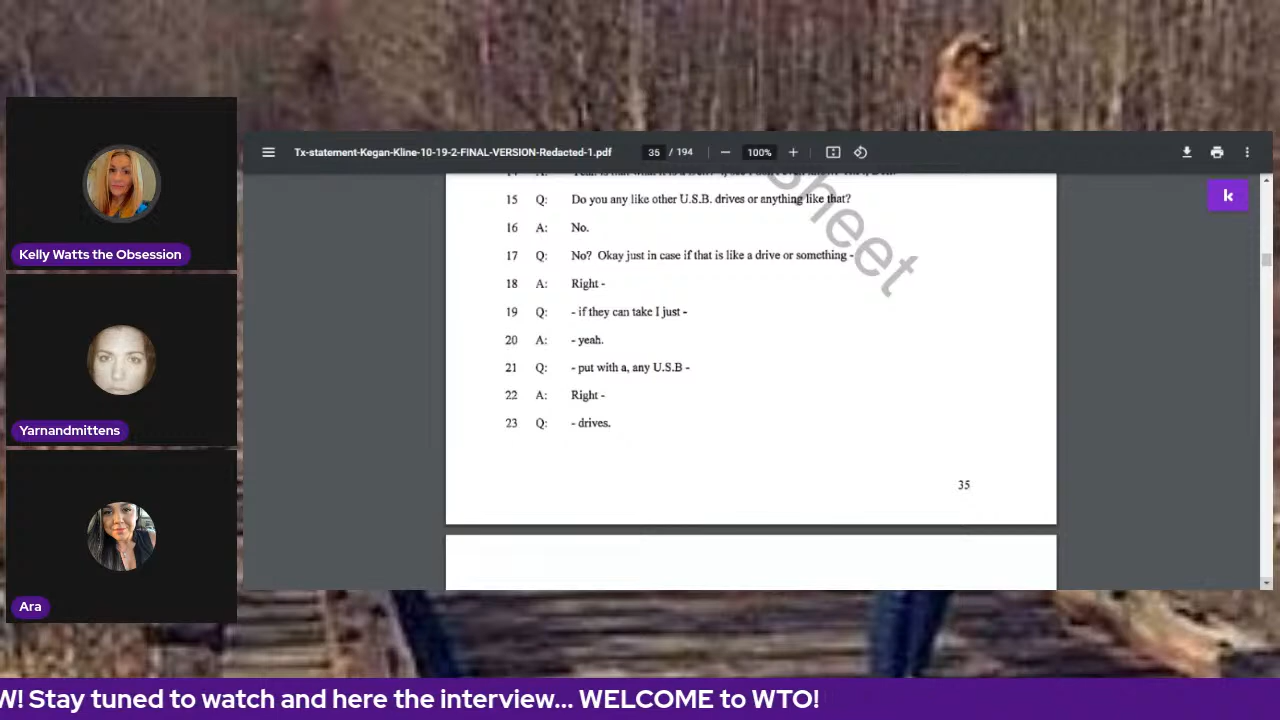 Tx-statement-Kegan-Kline-10-19-2-FINAL-VERSION-Redacted-1.pdf 35 / 194 100%
k
Sheet
15 Q: Do you any like other U.S.B. drives or anything like that?
16 A: No.
17 Q: No? Okay just in case if that is like a drive or something -
18 A: Right -
19 Q: - if they can take I just -
20 A: - yeah.
21 Q: - put with a, any U.S.B -
22 A: Right -
23 Q: - drives.
35
Kelly Watts the Obsession
Yarnandmittens
Ara
W! Stay tuned to watch and here the interview... WELCOME to WTO!